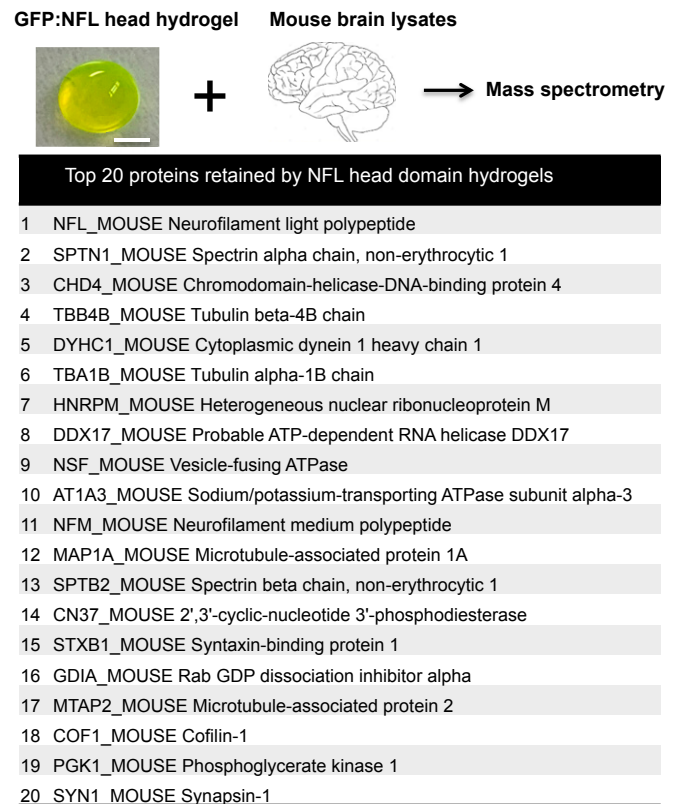 GFP:NFL head hydrogel Mouse brain lysates
+
Mass spectrometry
Top 20 proteins retained by NFL head domain hydrogels
1 NFL_MOUSE Neurofilament light polypeptide
2 SPTN1_MOUSE Spectrin alpha chain, non-erythrocytic 1
3 CHD4_MOUSE Chromodomain-helicase-DNA-binding protein 4
4 TBB4B_MOUSE Tubulin beta-4B chain
5 DYHC1_MOUSE Cytoplasmic dynein 1 heavy chain 1
6 TBA1B_MOUSE Tubulin alpha-1B chain
7 HNRPM_MOUSE Heterogeneous nuclear ribonucleoprotein M
8 DDX17_MOUSE Probable ATP-dependent RNA helicase DDX17
9 NSF_MOUSE Vesicle-fusing ATPase
10 AT1A3_MOUSE Sodium/potassium-transporting ATPase subunit alpha-3
11 NFM_MOUSE Neurofilament medium polypeptide
12 MAP1A_MOUSE Microtubule-associated protein 1A
13 SPTB2_MOUSE Spectrin beta chain, non-erythrocytic 1
14 CN37_MOUSE 2',3'-cyclic-nucleotide 3'-phosphodiesterase
15 STXB1_MOUSE Syntaxin-binding protein 1
16 GDIA_MOUSE Rab GDP dissociation inhibitor alpha
17 MTAP2_MOUSE Microtubule-associated protein 2
18 COF1_MOUSE Cofilin-1
19 PGK1_MOUSE Phosphoglycerate kinase 1
20 SYN1_MOUSE Synapsin-1